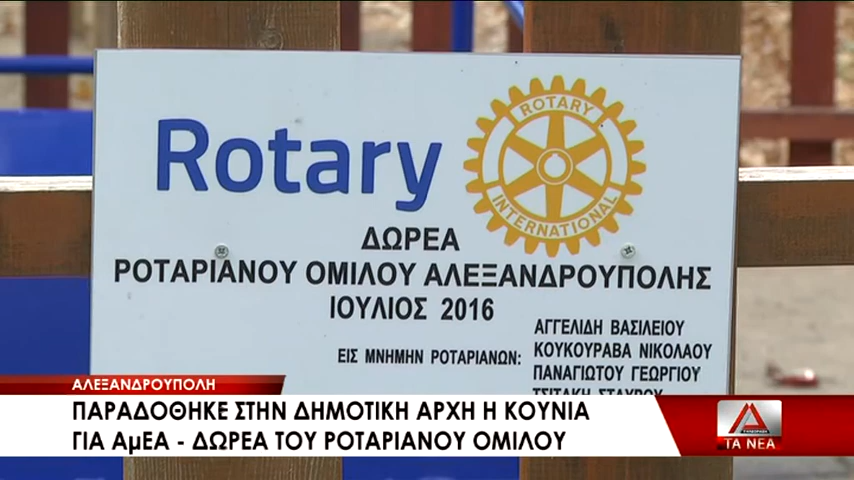 Rotary
ROTARY
INTERNATIONAL
ΔΩΡΕΑ
ΡΟΤΑΡΙΑΝΟΥ ΟΜΙΛΟΥ ΑΛΕΞΑΝΔΡΟΥΠΟΛΗΣ
ΙΟΥΛΙΟΣ 2016
ΕΙΣ ΜΝΗΜΗΝ ΡΟΤΑΡΙΑΝΩΝ:
ΑΓΓΕΛΙΔΗ ΒΑΣΙΛΕΙΟΥ
ΚΟΥΚΟΥΡΑΒΑ ΝΙΚΟΛΑΟΥ
ΠΑΝΑΓΙΩΤΟΥ ΓΕΩΡΓΙΟΥ
ΑΛΕΞΑΝΔΡΟΥΠΟΛΗ
ΠΑΡΑΔΟΘΗΚΕ ΣΤΗΝ ΔΗΜΟΤΙΚΗ ΑΡΧΗ Η ΚΟΥΝΙΑ
ΓΙΑ ΑμΕΑ - ΔΩΡΕΑ ΤΟΥ ΡΟΤΑΡΙΑΝΟΥ ΟΜΙΛΟΥ
ΤΑ ΝΕΑ